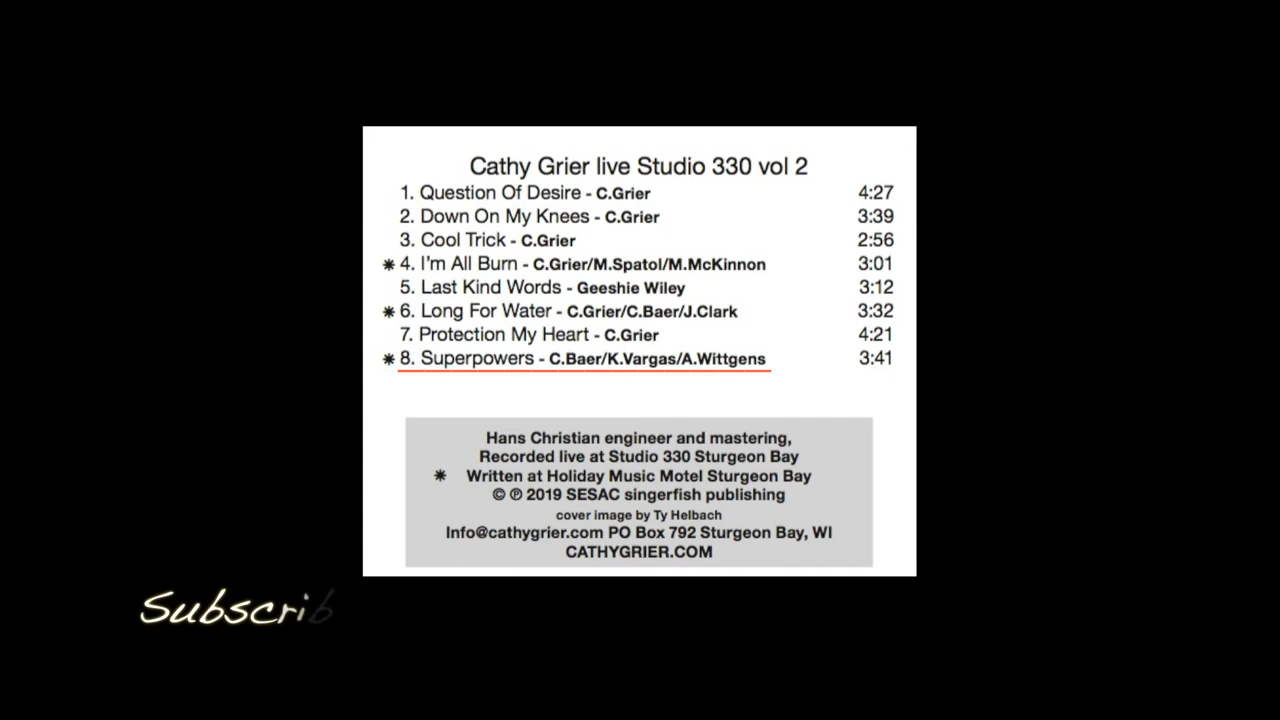 Cathy Grier live Studio 330 vol 2
1. Question Of Desire - C.Grier 4:27
2. Down On My Knees - C.Grier 3:39
3. Cool Trick - C.Grier 2:56
✷ 4. I'm All Burn - C.Grier/M.Spatol/M.McKinnon 3:01
5. Last Kind Words - Geeshie Wiley 3:12
✷ 6. Long For Water - C.Grier/C.Baer/J.Clark 3:32
7. Protection My Heart - C.Grier 4:21
✷ 8. Superpowers - C.Baer/K.Vargas/A.Wittgens 3:41
Hans Christian engineer and mastering,
Recorded live at Studio 330 Sturgeon Bay
✷ Written at Holiday Music Motel Sturgeon Bay
© ℗ 2019 SESAC singerfish publishing
cover image by Ty Helbach
Info@cathygrier.com PO Box 792 Sturgeon Bay, WI
CATHYGRIER.COM
Subscrib